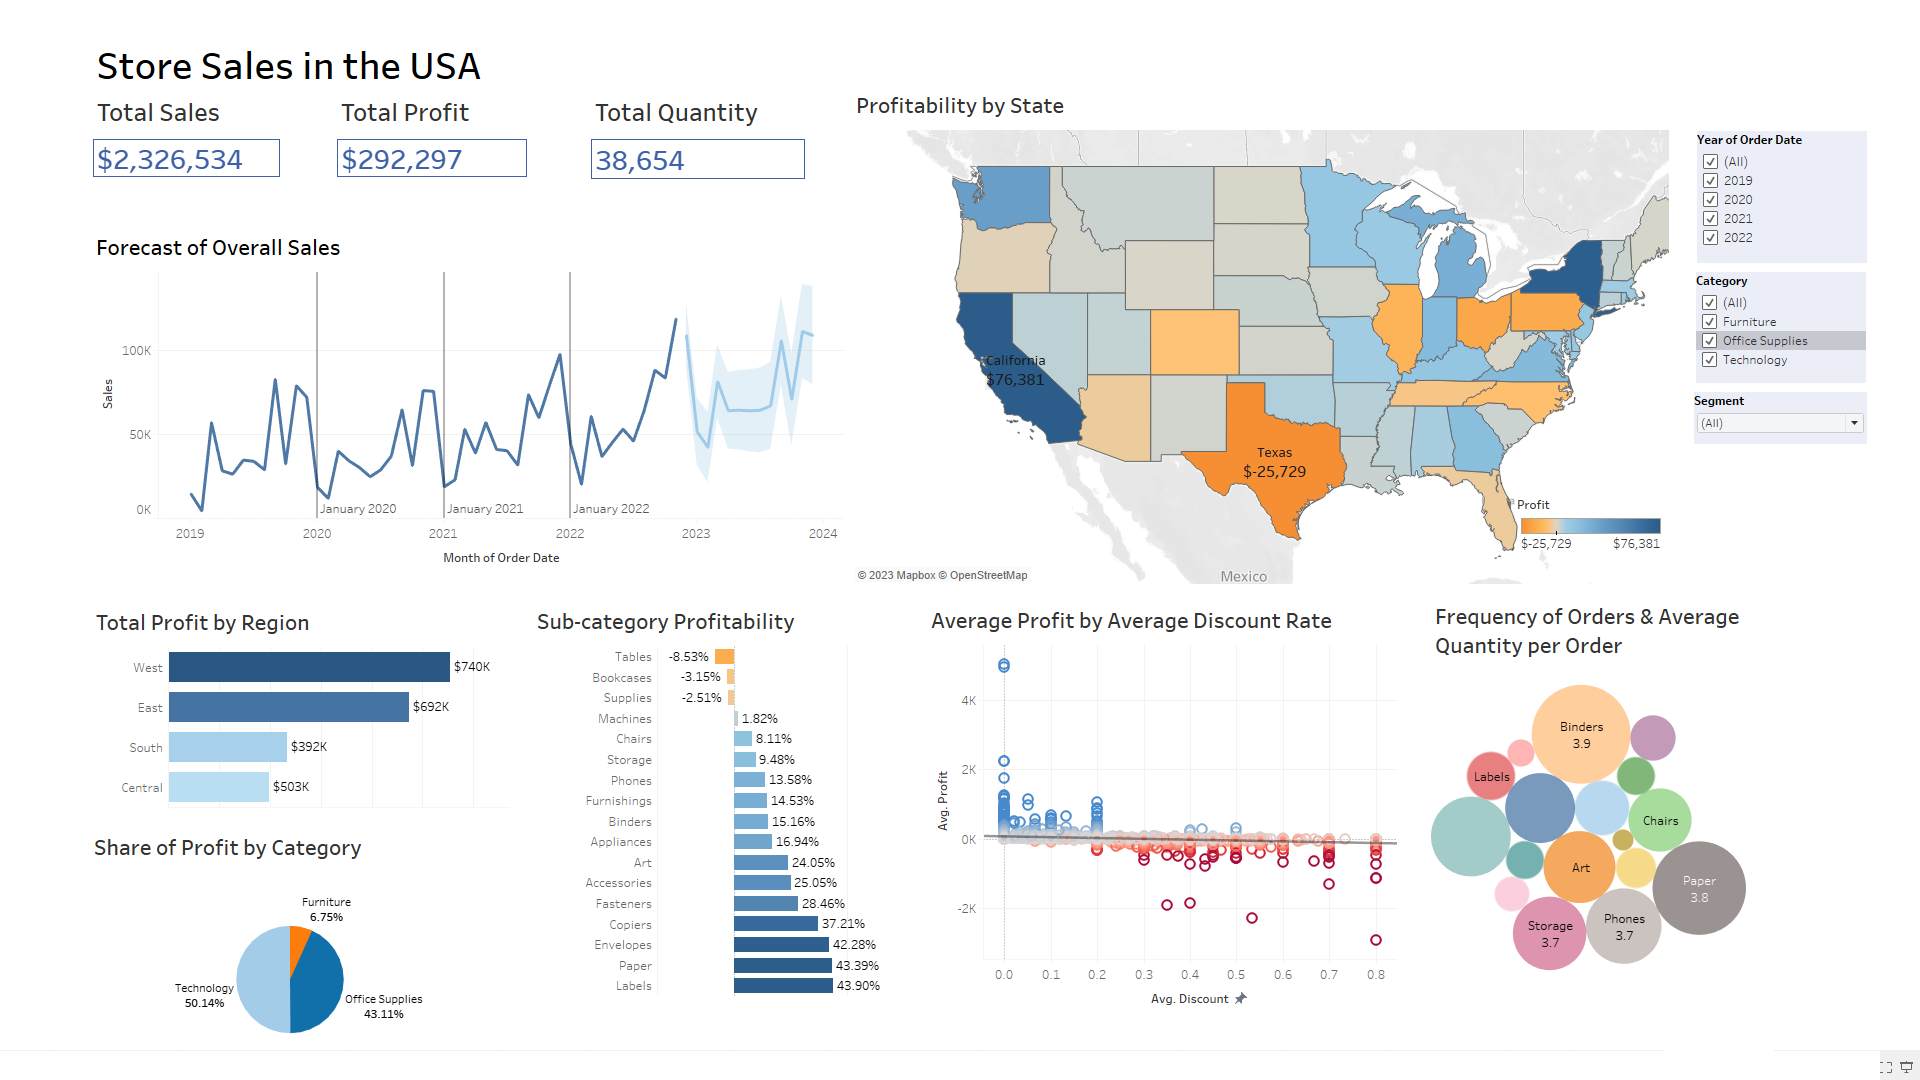 Store Sales in the USA
Total Sales
$2,326,534
Total Profit
$292,297
Total Quantity
38,654
Forecast of Overall Sales
Sales
100K
50K
0K
January 2020
January 2021
January 2022
2019
2020
2021
2022
2023
2024
Month of Order Date
Profitability by State
California
$76,381
Texas
$-25,729
Mexico
© 2023 Mapbox © OpenStreetMap
Profit
$-25,729
$76,381
Year of Order Date
(All)
2019
2020
2021
2022
Category
(All)
Furniture
Office Supplies
Technology
Segment
(All)
Total Profit by Region
West
$740K
East
$692K
South
$392K
Central
$503K
Share of Profit by Category
Furniture
6.75%
Technology
50.14%
Office Supplies
43.11%
Sub-category Profitability
Tables
-8.53%
Bookcases
-3.15%
Supplies
-2.51%
Machines
1.82%
Chairs
8.11%
Storage
9.48%
Phones
13.58%
Furnishings
14.53%
Binders
15.16%
Appliances
16.94%
Art
24.05%
Accessories
25.05%
Fasteners
28.46%
Copiers
37.21%
Envelopes
42.28%
Paper
43.39%
Labels
43.90%
Average Profit by Average Discount Rate
Avg. Profit
4K
2K
0K
-2K
0.0
0.1
0.2
0.3
0.4
0.5
0.6
0.7
0.8
Avg. Discount
Frequency of Orders & Average
Quantity per Order
Binders
3.9
Labels
Chairs
Art
Paper
3.8
Phones
3.7
Storage
3.7